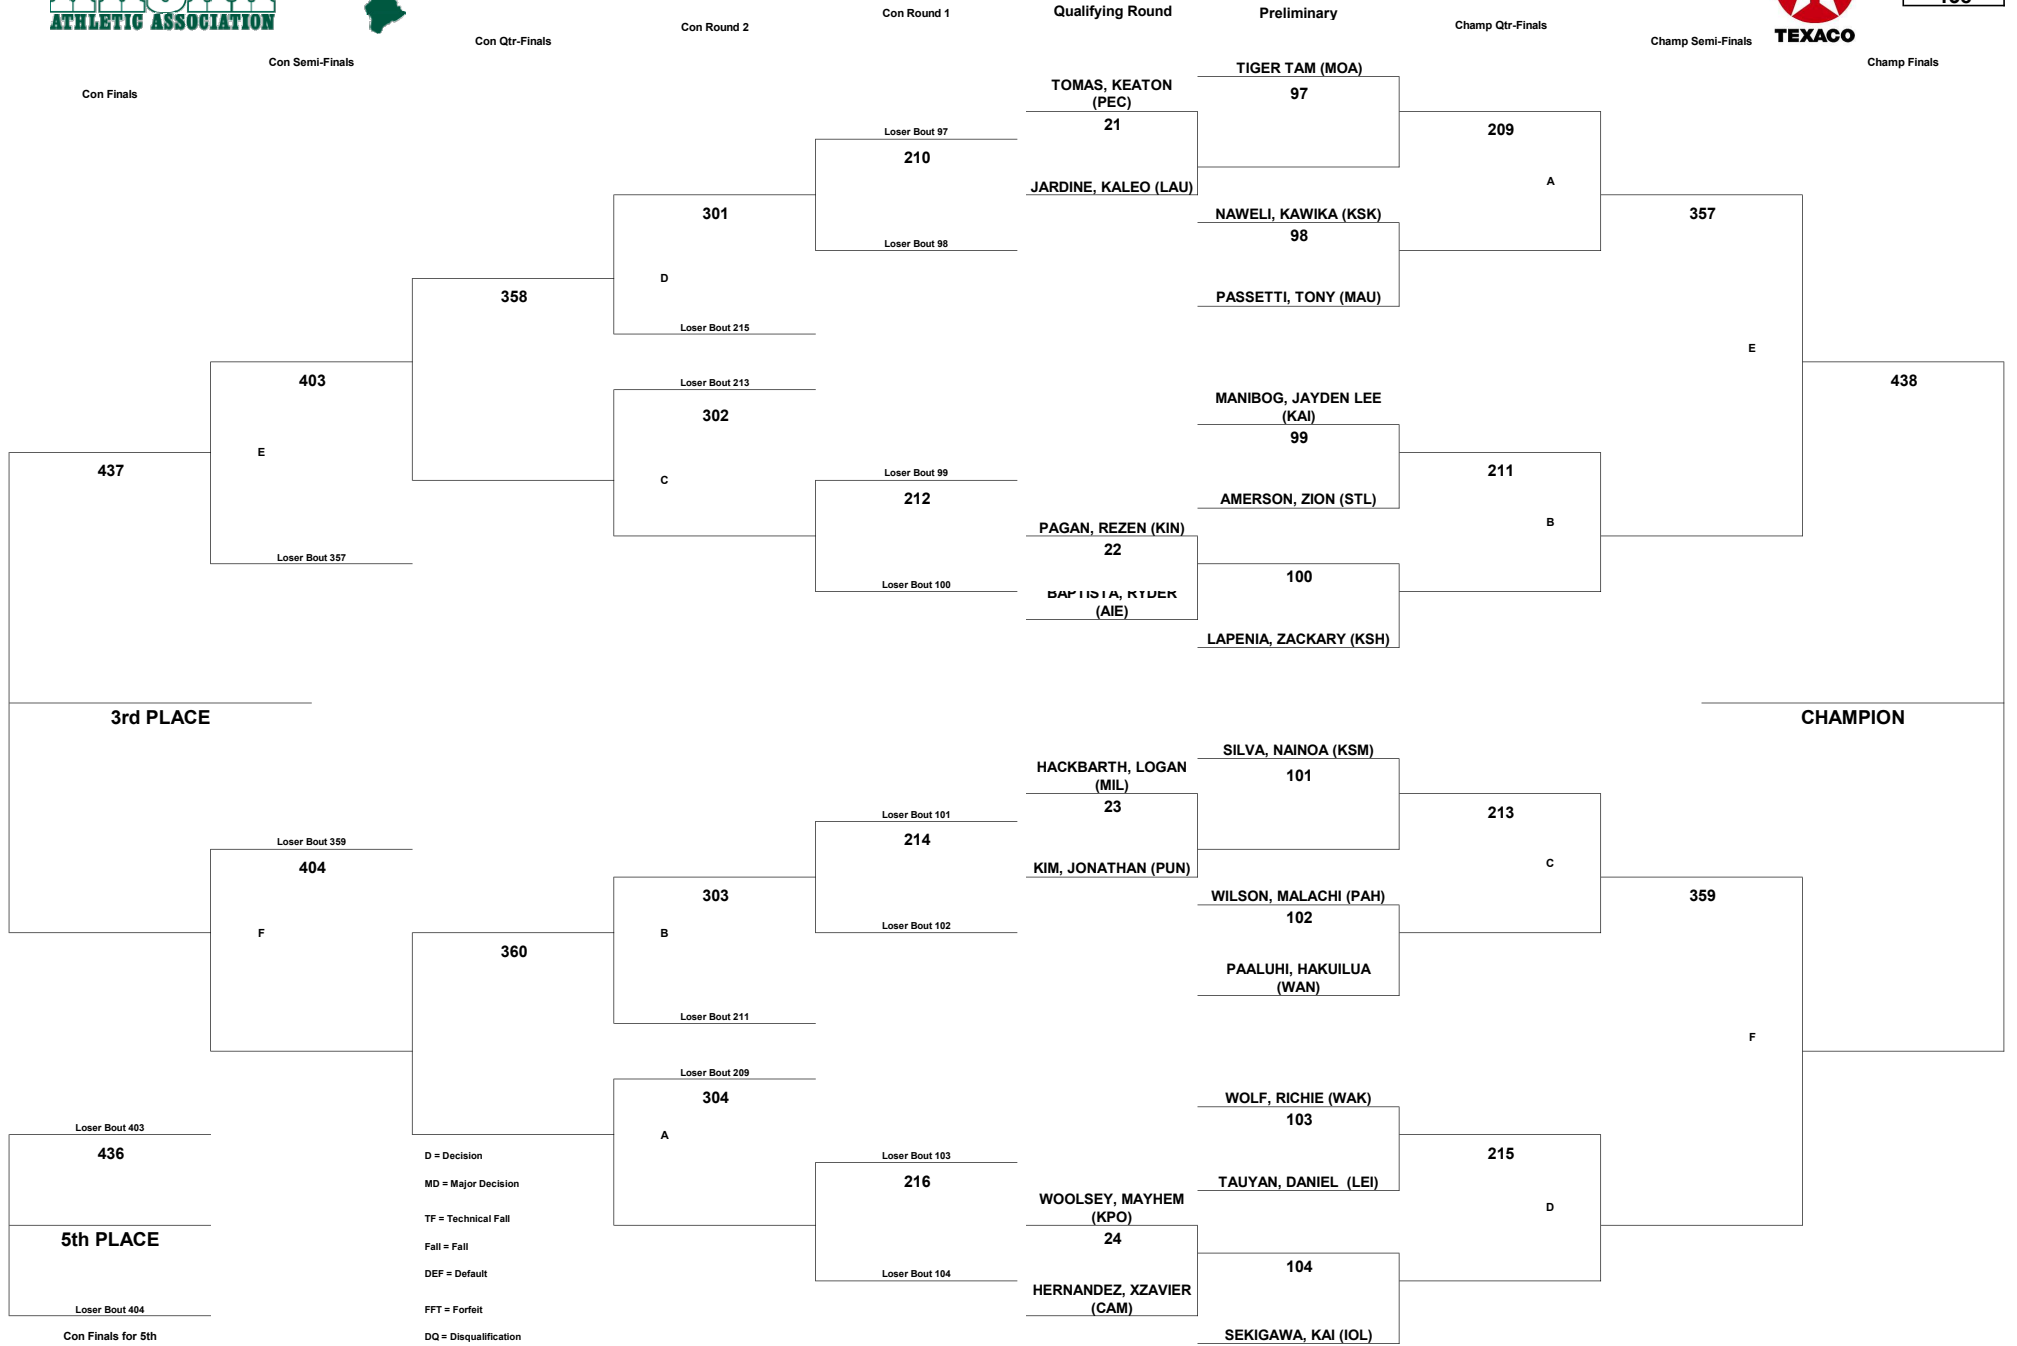 ATHLETIC ASSOCIATION
TEXACO
Con Finals
Con Semi-Finals
Con Qtr-Finals
Con Round 2
Con Round 1
Qualifying Round
Preliminary
Champ Qtr-Finals
Champ Semi-Finals
Champ Finals
TIGER TAM (MOA)
97
TOMAS, KEATON
(PEC)
21
JARDINE, KALEO (LAU)
209
A
Loser Bout 97
210
Loser Bout 98
NAWELI, KAWIKA (KSK)
98
PASSETTI, TONY (MAU)
301
D
Loser Bout 215
357
E
358
Loser Bout 213
302
C
403
E
Loser Bout 357
438
437
MANIBOG, JAYDEN LEE
(KAI)
99
AMERSON, ZION (STL)
211
B
Loser Bout 99
212
Loser Bout 100
PAGAN, REZEN (KIN)
22
BAPTISTA, RYDER
(AIE)
100
LAPENIA, ZACKARY (KSH)
3rd PLACE
CHAMPION
SILVA, NAINOA (KSM)
101
HACKBARTH, LOGAN
(MIL)
23
KIM, JONATHAN (PUN)
213
C
Loser Bout 101
214
Loser Bout 102
Loser Bout 359
404
F
303
B
Loser Bout 211
WILSON, MALACHI (PAH)
102
PAALUHI, HAKUILUA
(WAN)
359
F
360
Loser Bout 209
304
A
WOLF, RICHIE (WAK)
103
TAUYAN, DANIEL (LEI)
215
D
Loser Bout 103
216
Loser Bout 104
WOOLSEY, MAYHEM
(KPO)
24
HERNANDEZ, XZAVIER
(CAM)
104
SEKIGAWA, KAI (IOL)
Loser Bout 403
436
5th PLACE
Loser Bout 404
Con Finals for 5th
D = Decision
MD = Major Decision
TF = Technical Fall
Fall = Fall
DEF = Default
FFT = Forfeit
DQ = Disqualification